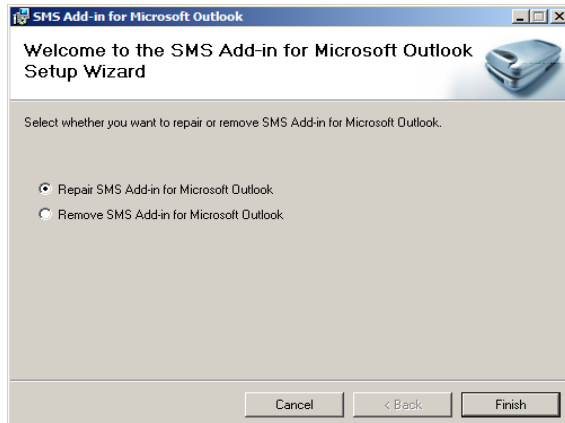 SMS Add-in for Microsoft Outlook
Welcome to the SMS Add-in for Microsoft Outlook
Setup Wizard
Select whether you want to repair or remove SMS Add-in for Microsoft Outlook.
Repair SMS Add-in for Microsoft Outlook
Remove SMS Add-in for Microsoft Outlook
Cancel < Back Finish